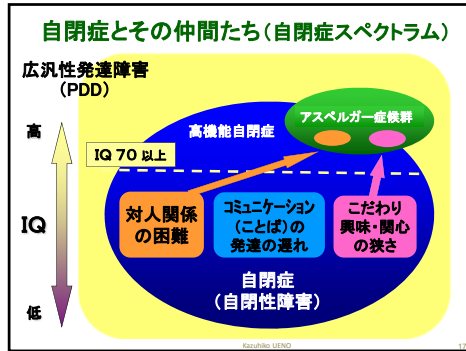 自閉症とその仲間たち(自閉症スペクトラム)
広汎性発達障害
(PDD)
アスペルガー症候群
高機能自閉症
高
IQ 70 以上
IQ
対人関係
の困難
コミュニケーション
(ことば)の
発達の遅れ
こだわり
興味・関心
の狭さ
自閉症
(自閉性障害)
低
Kazuhiko UENO
17